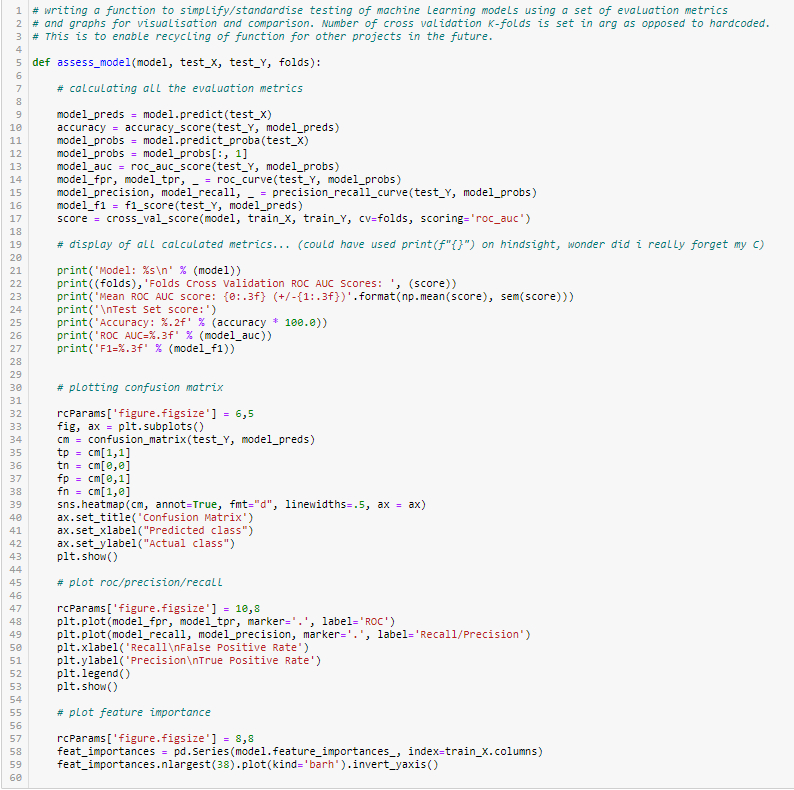 1 # writing a function to simplify/standardise testing of machine learning models using a set of evaluation metrics
2 # and graphs for visualisation and comparison. Number of cross validation K-folds is set in arg as opposed to hardcoded.
3 # This is to enable recycling of function for other projects in the future.
4
5 def assess_model(model, test_X, test_Y, folds):
6
7     # calculating all the evaluation metrics
8
9     model_preds = model.predict(test_X)
10     accuracy = accuracy_score(test_Y, model_preds)
11     model_probs = model.predict_proba(test_X)
12     model_probs = model_probs[:, 1]
13     model_auc = roc_auc_score(test_Y, model_probs)
14     model_fpr, model_tpr, _ = roc_curve(test_Y, model_probs)
15     model_precision, model_recall, _ = precision_recall_curve(test_Y, model_probs)
16     model_f1 = f1_score(test_Y, model_preds)
17     score = cross_val_score(model, train_X, train_Y, cv=folds, scoring='roc_auc')
18
19     # display of all calculated metrics... (could have used print(f"{}") on hindsight, wonder did i really forget my C)
20
21     print('Model: %s\n' % (model))
22     print((folds),'Folds Cross Validation ROC AUC Scores: ', (score))
23     print('Mean ROC AUC score: {0:.3f} (+/-{1:.3f})'.format(np.mean(score), sem(score)))
24     print('\nTest Set score:')
25     print('Accuracy: %.2f' % (accuracy * 100.0))
26     print('ROC AUC=%.3f' % (model_auc))
27     print('F1=%.3f' % (model_f1))
28
29
30     # plotting confusion matrix
31
32     rcParams['figure.figsize'] = 6,5
33     fig, ax = plt.subplots()
34     cm = confusion_matrix(test_Y, model_preds)
35     tp = cm[1,1]
36     tn = cm[0,0]
37     fp = cm[0,1]
38     fn = cm[1,0]
39     sns.heatmap(cm, annot=True, fmt="d", linewidths=.5, ax = ax)
40     ax.set_title('Confusion Matrix')
41     ax.set_xlabel("Predicted class")
42     ax.set_ylabel("Actual class")
43     plt.show()
44
45     # plot roc/precision/recall
46
47     rcParams['figure.figsize'] = 10,8
48     plt.plot(model_fpr, model_tpr, marker='.', label='ROC')
49     plt.plot(model_recall, model_precision, marker='.', label='Recall/Precision')
50     plt.xlabel('Recall\nFalse Positive Rate')
51     plt.ylabel('Precision\nTrue Positive Rate')
52     plt.legend()
53     plt.show()
54
55     # plot feature importance
56
57     rcParams['figure.figsize'] = 8,8
58     feat_importances = pd.Series(model.feature_importances_, index=train_X.columns)
59     feat_importances.nlargest(38).plot(kind='barh').invert_yaxis()
60